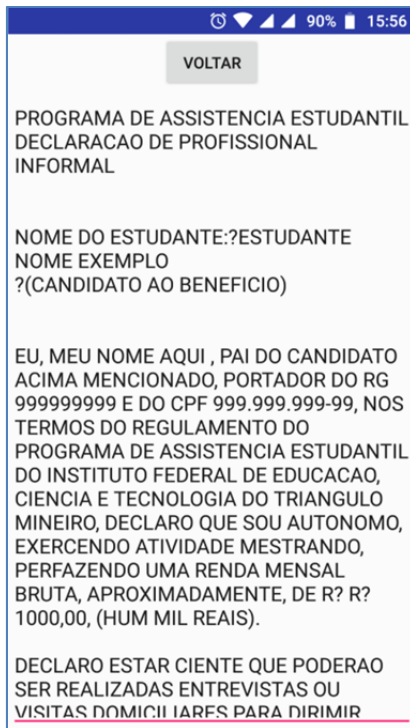 90% 15:56
VOLTAR
PROGRAMA DE ASSISTENCIA ESTUDANTIL
DECLARACAO DE PROFISSIONAL
INFORMAL
NOME DO ESTUDANTE:?ESTUDANTE
NOME EXEMPLO
?(CANDIDATO AO BENEFICIO)
EU, MEU NOME AQUI , PAI DO CANDIDATO
ACIMA MENCIONADO, PORTADOR DO RG
999999999 E DO CPF 999.999.999-99, NOS
TERMOS DO REGULAMENTO DO
PROGRAMA DE ASSISTENCIA ESTUDANTIL
DO INSTITUTO FEDERAL DE EDUCACAO,
CIENCIA E TECNOLOGIA DO TRIANGULO
MINEIRO, DECLARO QUE SOU AUTONOMO,
EXERCENDO ATIVIDADE MESTRANDO,
PERFAZENDO UMA RENDA MENSAL
BRUTA, APROXIMADAMENTE, DE R? R?
1000,00, (HUM MIL REAIS).
DECLARO ESTAR CIENTE QUE PODERAO
SER REALIZADAS ENTREVISTAS OU
VISITAS DOMICILIARES PARA DIRIMIR